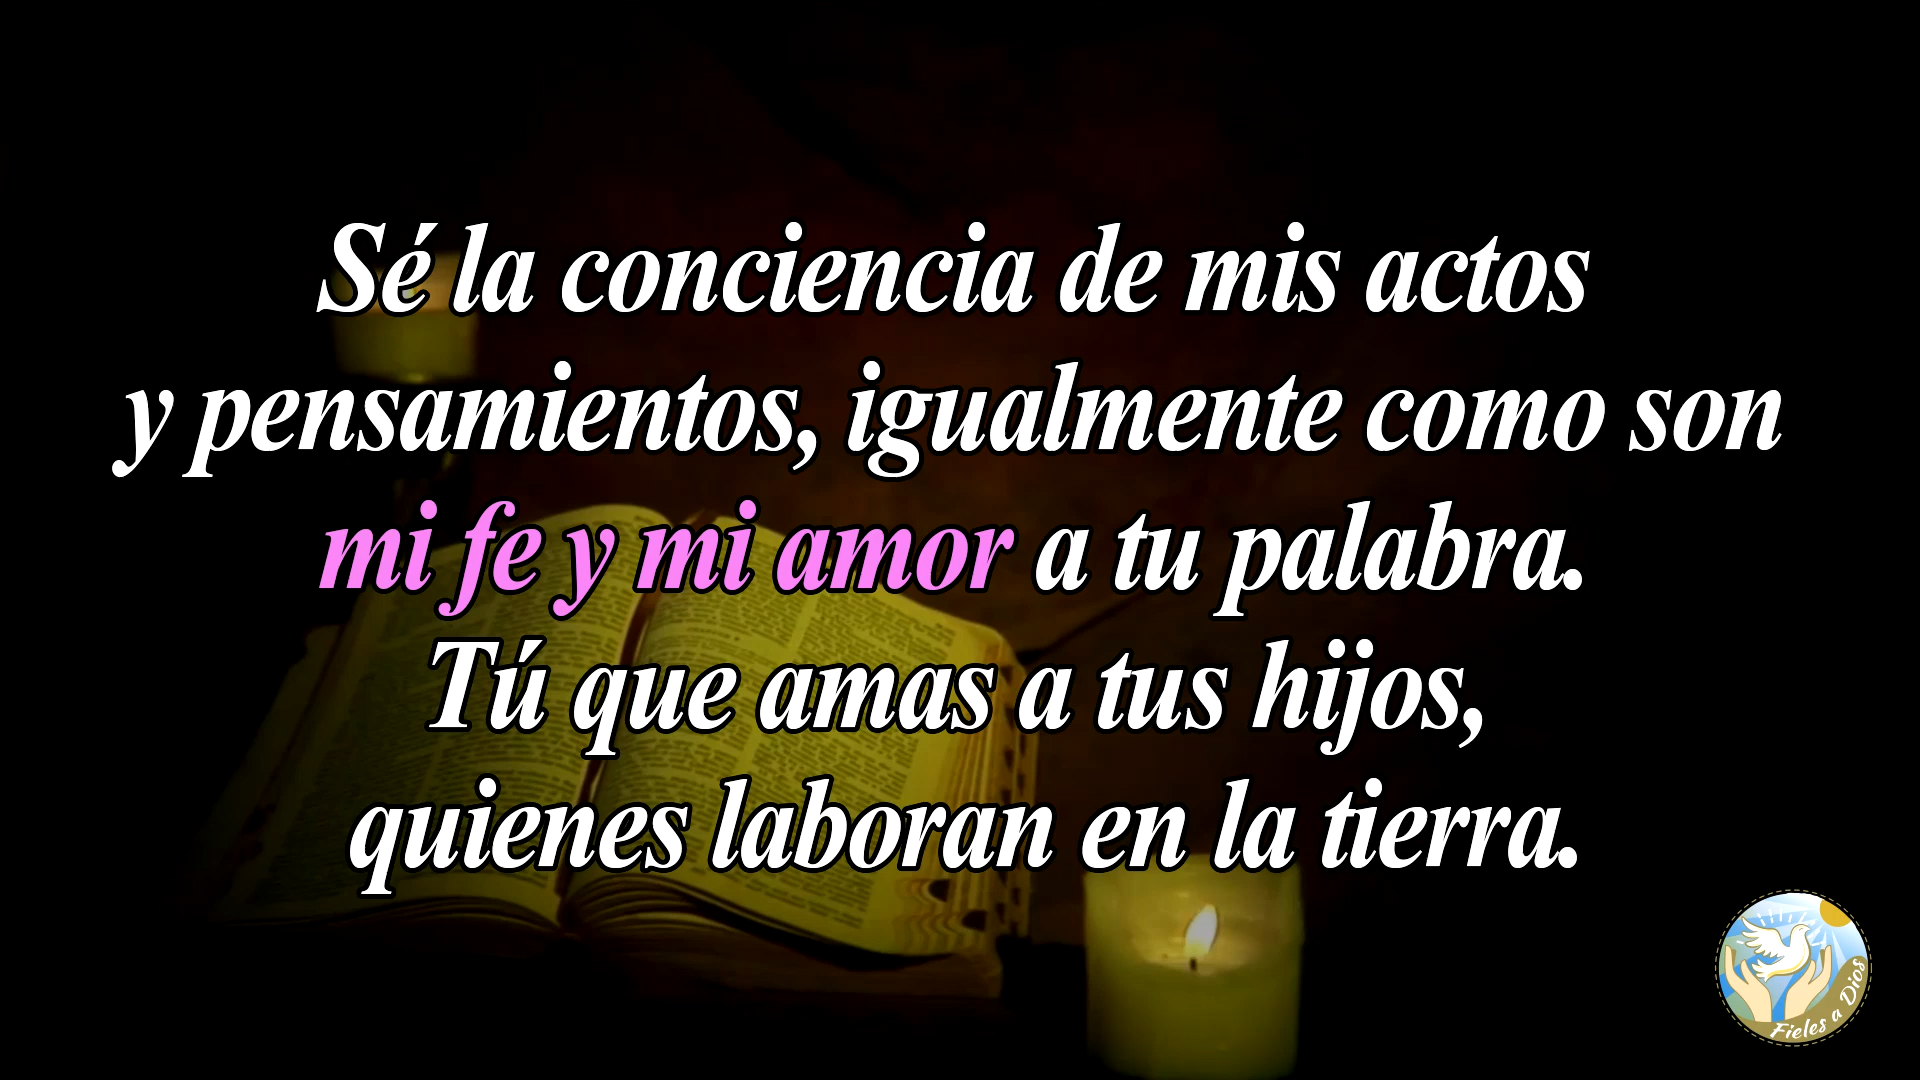 Sé la conciencia de mis actos
y pensamientos, igualmente como son
mi fe y mi amor a tu palabra.
Tú que amas a tus hijos,
quienes laboran en la tierra.
Fieles a Dios